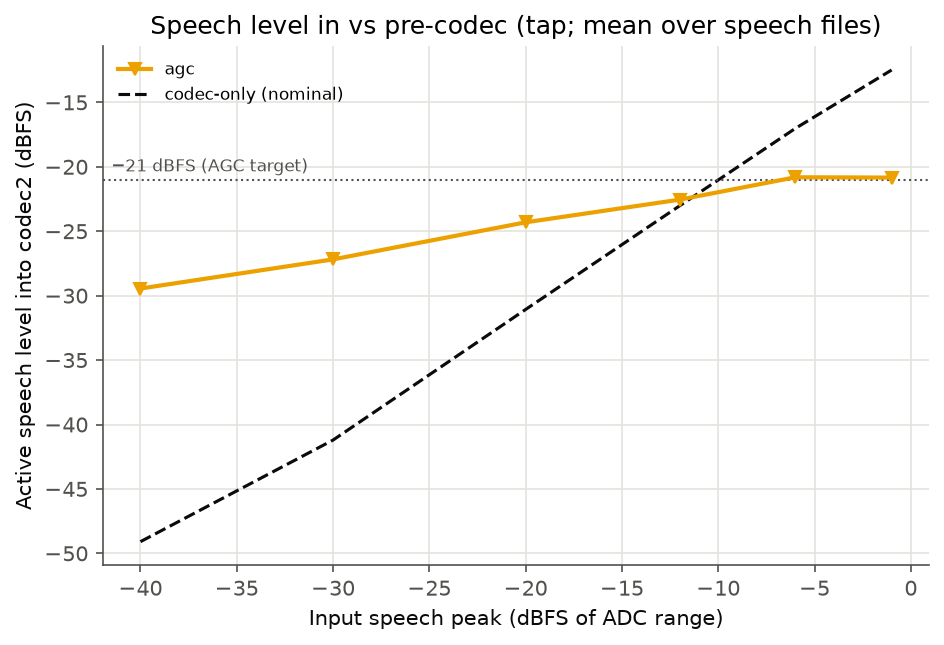 Speech level in vs pre-codec (tap; mean over speech files)
agc
codec-only (nominal)
−21 dBFS (AGC target)
Active speech level into codec2 (dBFS)
−15
−20
−25
−30
−35
−40
−45
−50
−40
−35
−30
−25
−20
−15
−10
−5
0
Input speech peak (dBFS of ADC range)